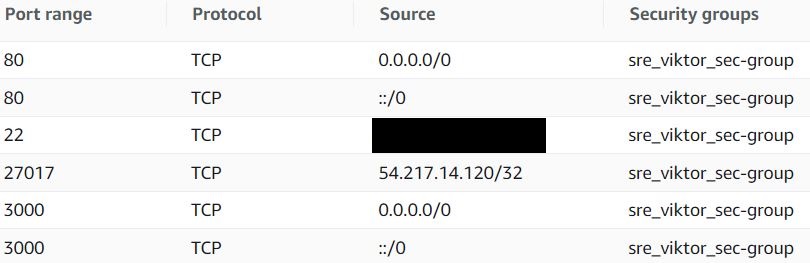 Port range Protocol Source Security groups
80 TCP 0.0.0.0/0 sre_viktor_sec-group
80 TCP ::/0 sre_viktor_sec-group
22 TCP sre_viktor_sec-group
27017 TCP 54.217.14.120/32 sre_viktor_sec-group
3000 TCP 0.0.0.0/0 sre_viktor_sec-group
3000 TCP ::/0 sre_viktor_sec-group